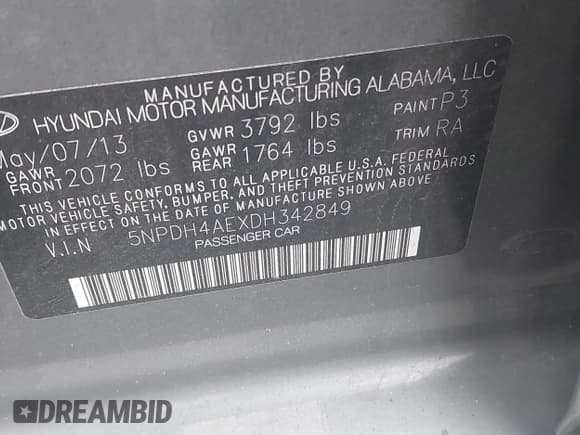 MANUFACTURED BY
HYUNDAI MOTOR MANUFACTURING ALABAMA, LLC
May/07/13 GVWR 3792 lbs PAINT P3
GAWR FRONT 2072 lbs GAWR REAR 1764 lbs TRIM RA
THIS VEHICLE CONFORMS TO ALL APPLICABLE U.S.A. FEDERAL
MOTOR VEHICLE SAFETY, BUMPER, AND THEFT PREVENTION STANDARDS
IN EFFECT ON THE DATE OF MANUFACTURE SHOWN ABOVE
V.I.N 5NPDH4AEXDH342849
PASSENGER CAR
DREAMBID